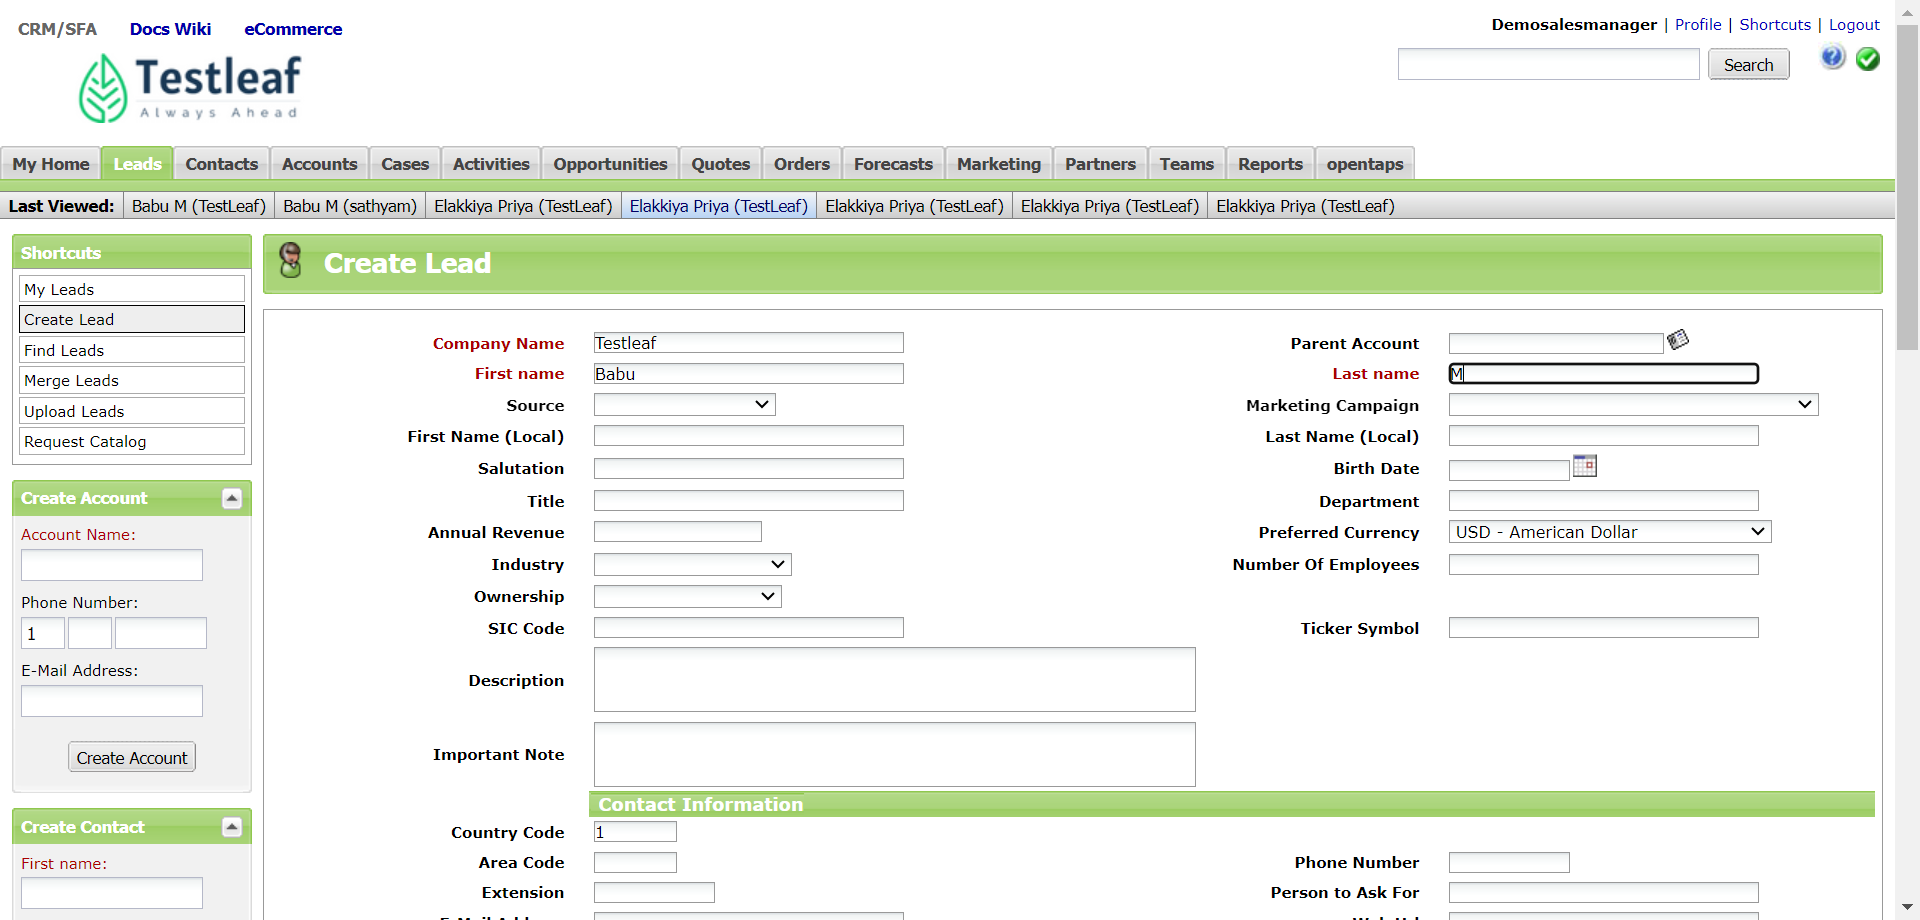 CRM/SFA Docs Wiki eCommerce
Demosalesmanager | Profile | Shortcuts | Logout
Search
Testleaf
Always Ahead
My Home Leads Contacts Accounts Cases Activities Opportunities Quotes Orders Forecasts Marketing Partners Teams Reports opentaps
Last Viewed: Babu M (TestLeaf) Babu M (sathyam) Elakkiya Priya (TestLeaf) Elakkiya Priya (TestLeaf) Elakkiya Priya (TestLeaf) Elakkiya Priya (TestLeaf) Elakkiya Priya (TestLeaf)
Shortcuts
My Leads
Create Lead
Find Leads
Merge Leads
Upload Leads
Request Catalog
Create Account
Account Name:
Phone Number:
1
E-Mail Address:
Create Account
Create Contact
First name:
Create Lead
Company Name Testleaf Parent Account
First name Babu Last name M
Source Marketing Campaign
First Name (Local) Last Name (Local)
Salutation Birth Date
Title Department
Annual Revenue Preferred Currency USD - American Dollar
Industry Number Of Employees
Ownership
SIC Code Ticker Symbol
Description
Important Note
Contact Information
Country Code 1
Area Code Phone Number
Extension Person to Ask For